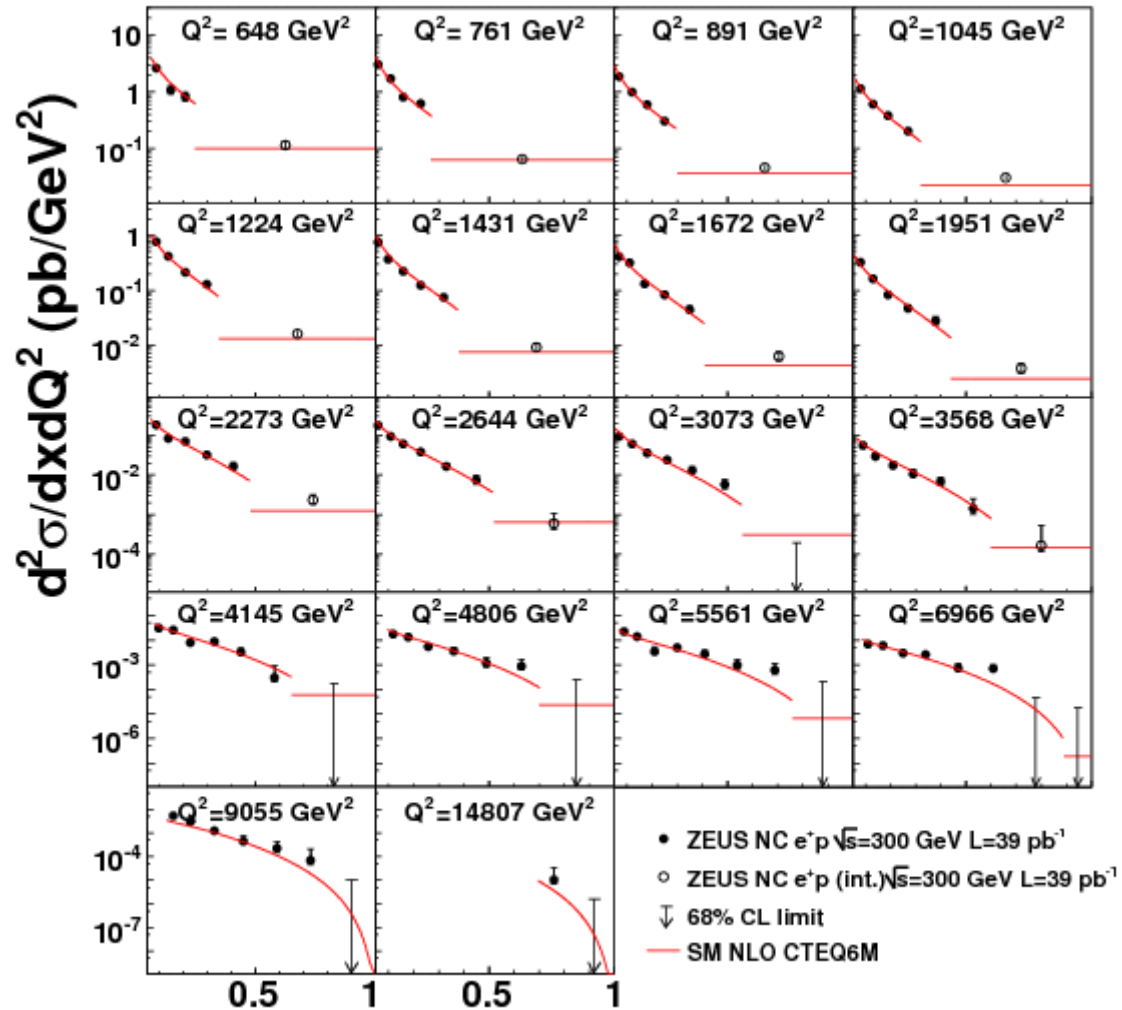 Q²= 648 GeV² Q²= 761 GeV² Q²= 891 GeV² Q²=1045 GeV²
10
1
10⁻¹
Q²=1224 GeV² Q²=1431 GeV² Q²=1672 GeV² Q²=1951 GeV²
1
10⁻¹
10⁻²
d²σ/dxdQ² (pb/GeV²)
Q²=2273 GeV² Q²=2644 GeV² Q²=3073 GeV² Q²=3568 GeV²
10⁻²
10⁻⁴
Q²=4145 GeV² Q²=4806 GeV² Q²=5561 GeV² Q²=6966 GeV²
10⁻³
10⁻⁶
Q²=9055 GeV² Q²=14807 GeV²
10⁻⁴
10⁻⁷
0.5 1 0.5 1
ZEUS NC e⁺p √s=300 GeV L=39 pb⁻¹
ZEUS NC e⁺p (int.)√s=300 GeV L=39 pb⁻¹
68% CL limit
SM NLO CTEQ6M